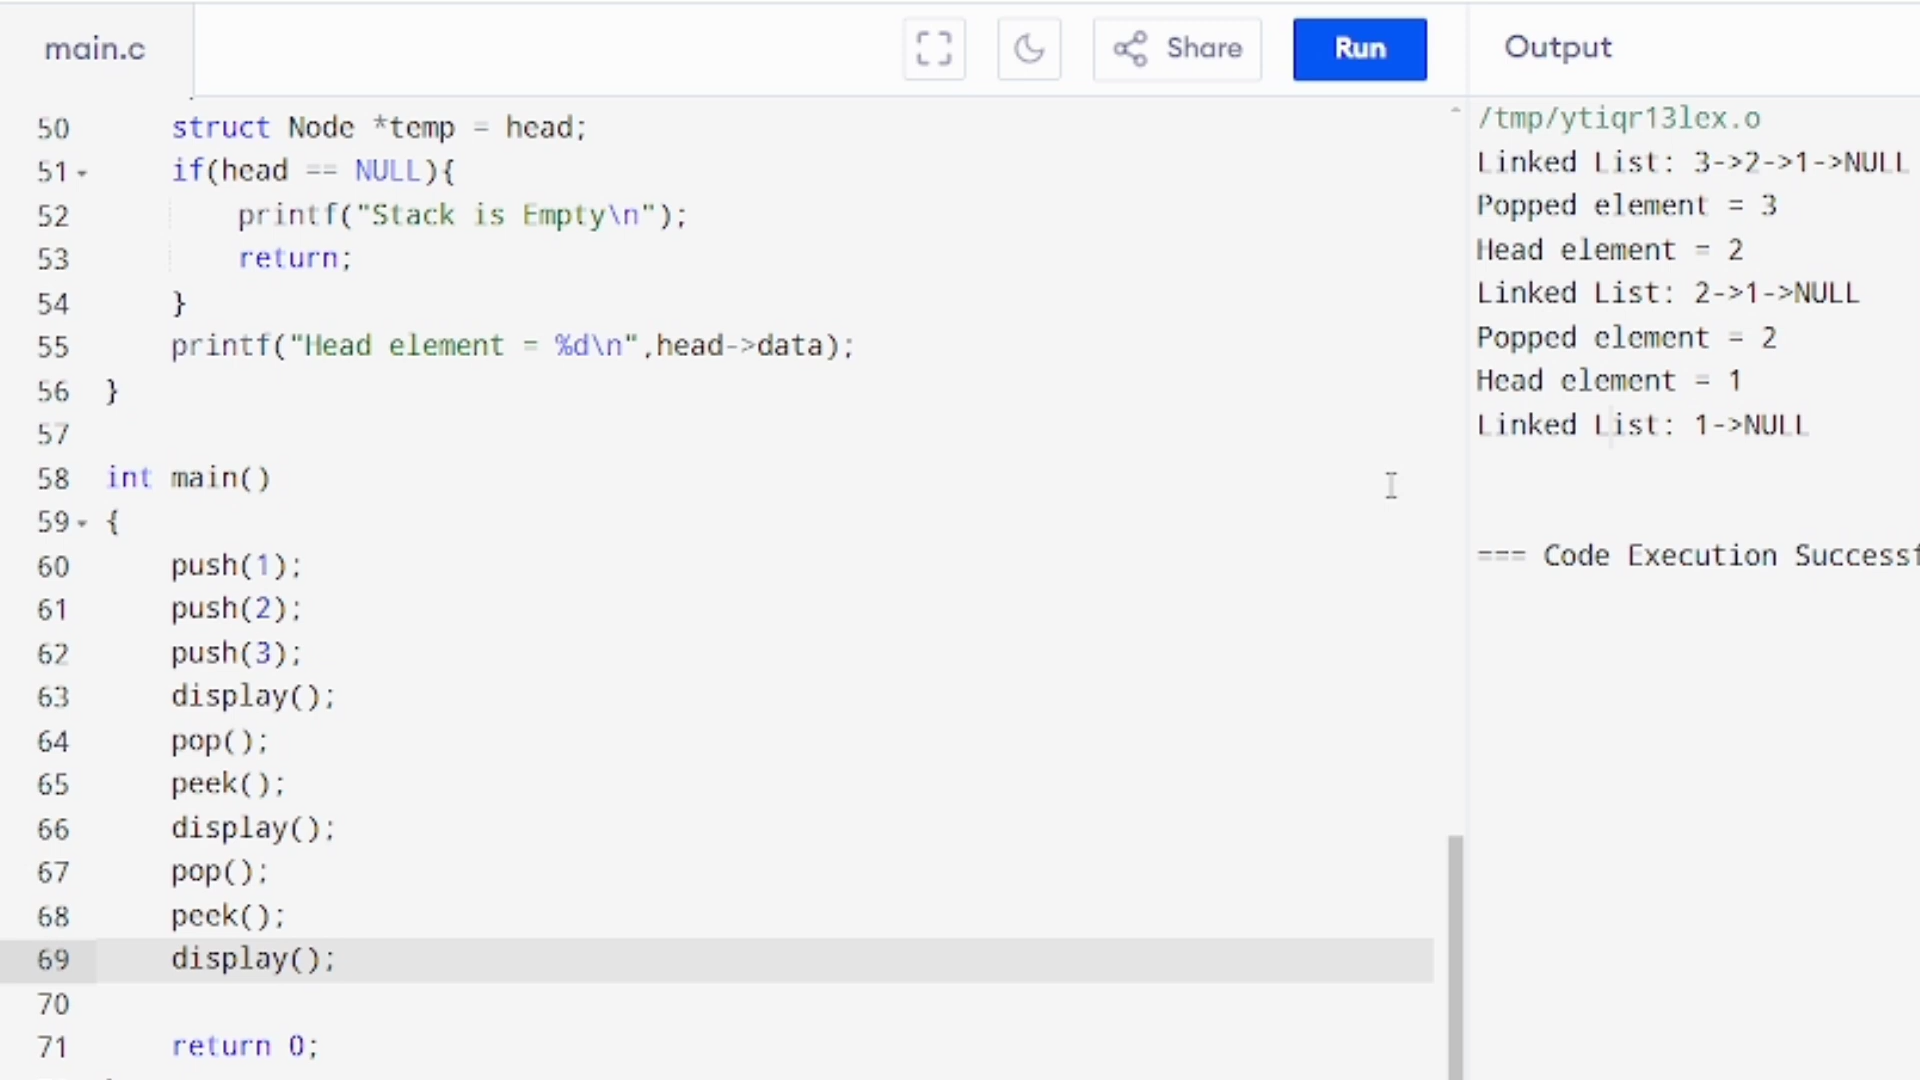 main.c
Share
Run
Output
50 struct Node *temp = head;
51 if(head == NULL){
52 printf("Stack is Empty\n");
53 return;
54 }
55 printf("Head element = %d\n",head->data);
56 }
57
58 int main()
59 {
60 push(1);
61 push(2);
62 push(3);
63 display();
64 pop();
65 peek();
66 display();
67 pop();
68 peek();
69 display();
70
71 return 0;
/tmp/ytiqr13lex.o
Linked List: 3->2->1->NULL
Popped element = 3
Head element = 2
Linked List: 2->1->NULL
Popped element = 2
Head element = 1
Linked List: 1->NULL
=== Code Execution Successf